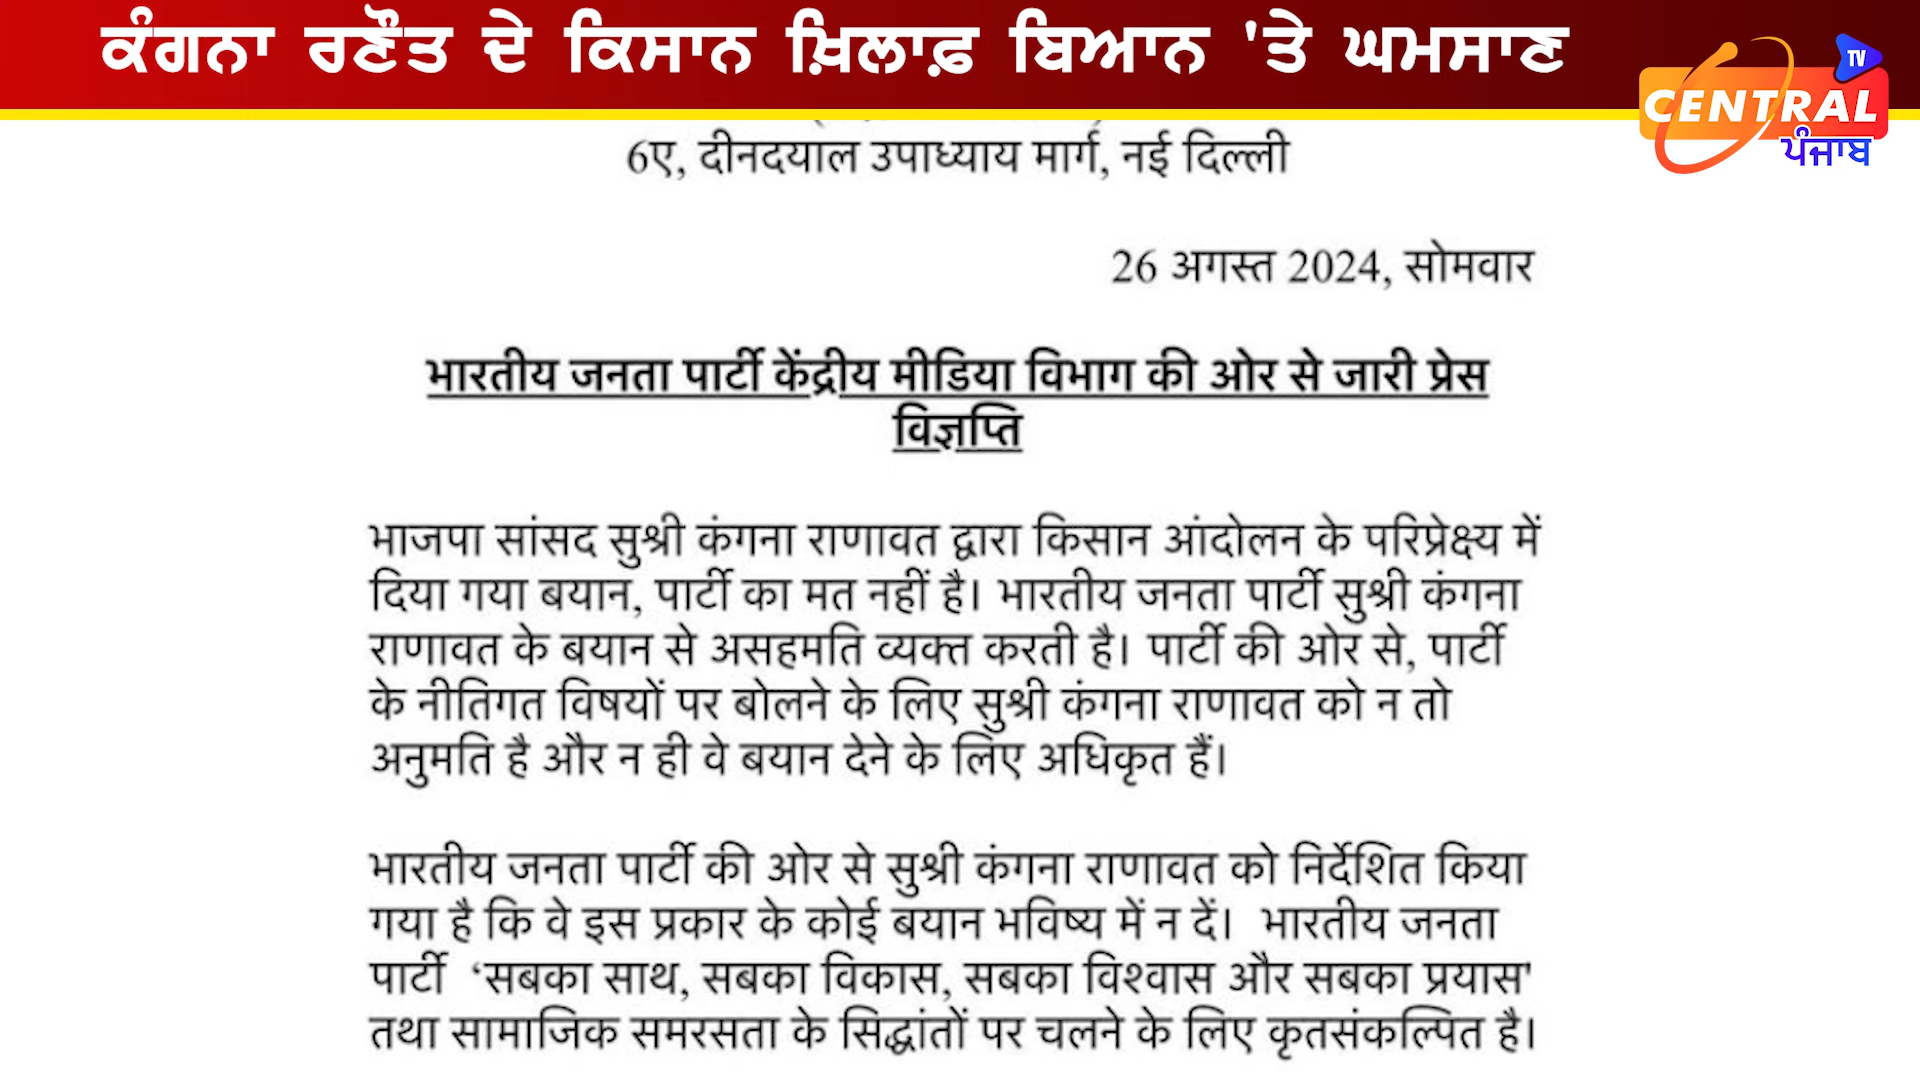 ਕੰਗਨਾ ਰਣੌਤ ਦੇ ਕਿਸਾਨ ਖ਼ਿਲਾਫ਼ ਬਿਆਨ 'ਤੇ ਘਮਸਾਣ
TV
CENTRAL
ਪੰਜਾਬ
6ए, दीनदयाल उपाध्याय मार्ग, नई दिल्ली
26 अगस्त 2024, सोमवार
भारतीय जनता पार्टी केंद्रीय मीडिया विभाग की ओर से जारी प्रेस
विज्ञप्ति
भाजपा सांसद सुश्री कंगना राणावत द्वारा किसान आंदोलन के परिप्रेक्ष्य में
दिया गया बयान, पार्टी का मत नहीं है। भारतीय जनता पार्टी सुश्री कंगना
राणावत के बयान से असहमति व्यक्त करती है। पार्टी की ओर से, पार्टी
के नीतिगत विषयों पर बोलने के लिए सुश्री कंगना राणावत को न तो
अनुमति है और न ही वे बयान देने के लिए अधिकृत हैं।
भारतीय जनता पार्टी की ओर से सुश्री कंगना राणावत को निर्देशित किया
गया है कि वे इस प्रकार के कोई बयान भविष्य में न दें। भारतीय जनता
पार्टी ‘सबका साथ, सबका विकास, सबका विश्वास और सबका प्रयास'
तथा सामाजिक समरसता के सिद्धांतों पर चलने के लिए कृतसंकल्पित है।